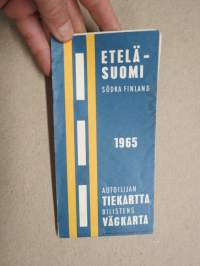 ETELÄ-
SUOMI
SÖDRA FINLAND
1965
AUTOILIJAN
TIEKARTTA
BILISTENS
VÄGKARTA